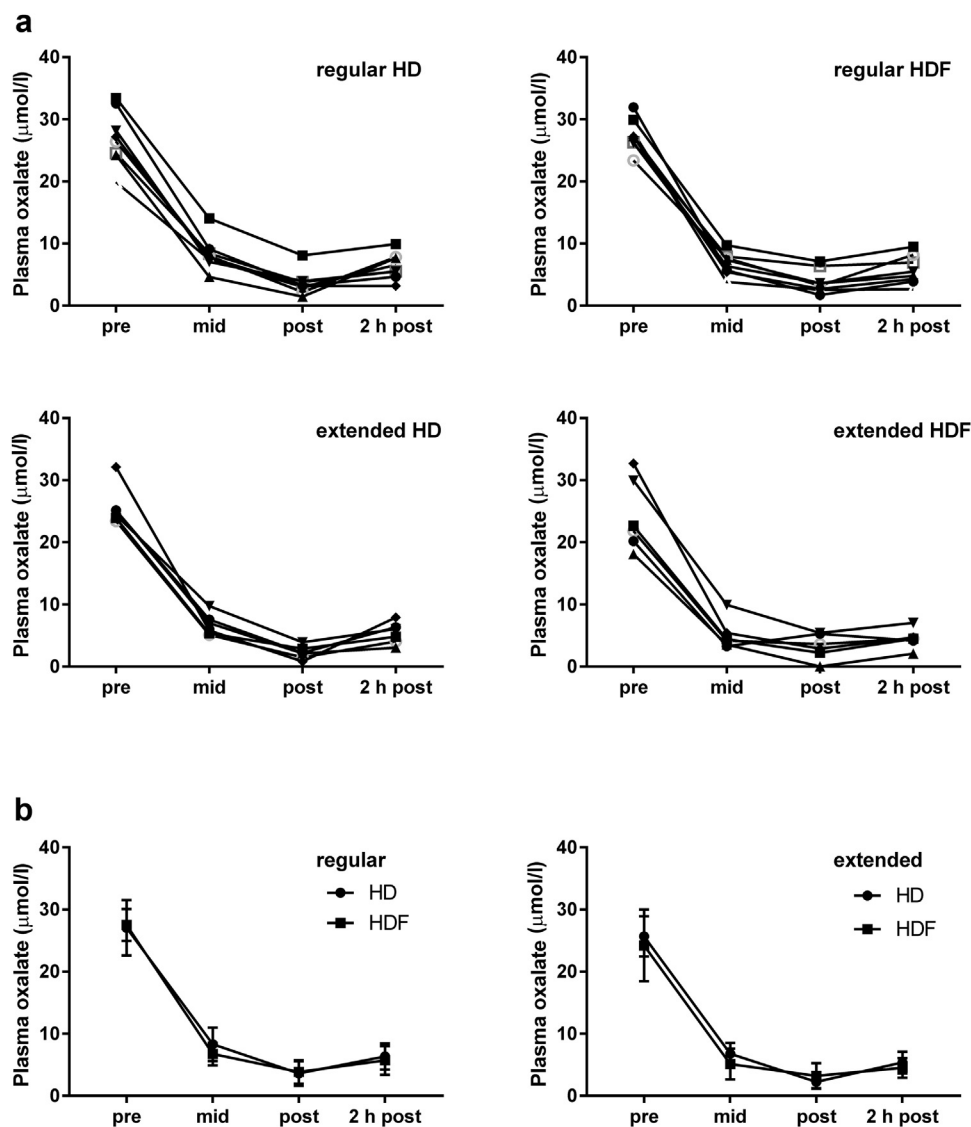 a
regular HD
Plasma oxalate (μmol/l)
40
30
20
10
0
pre mid post 2 h post
regular HDF
Plasma oxalate (μmol/l)
40
30
20
10
0
pre mid post 2 h post
extended HD
Plasma oxalate (μmol/l)
40
30
20
10
0
pre mid post 2 h post
extended HDF
Plasma oxalate (μmol/l)
40
30
20
10
0
pre mid post 2 h post
b
regular
HD
HDF
Plasma oxalate (μmol/l)
40
30
20
10
0
pre mid post 2 h post
extended
HD
HDF
Plasma oxalate (μmol/l)
40
30
20
10
0
pre mid post 2 h post